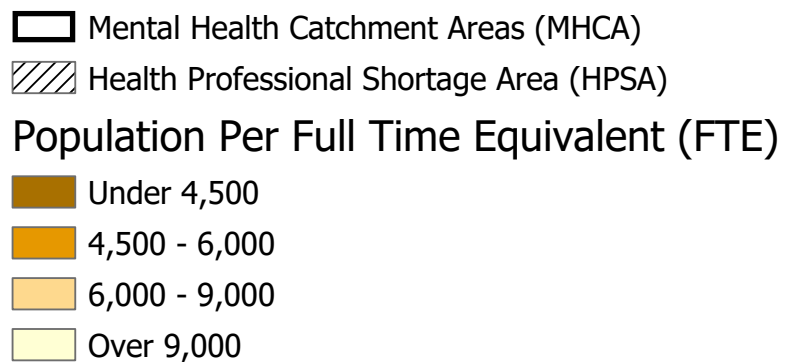 Mental Health Catchment Areas (MHCA)
Health Professional Shortage Area (HPSA)
Population Per Full Time Equivalent (FTE)
Under 4,500
4,500 - 6,000
6,000 - 9,000
Over 9,000